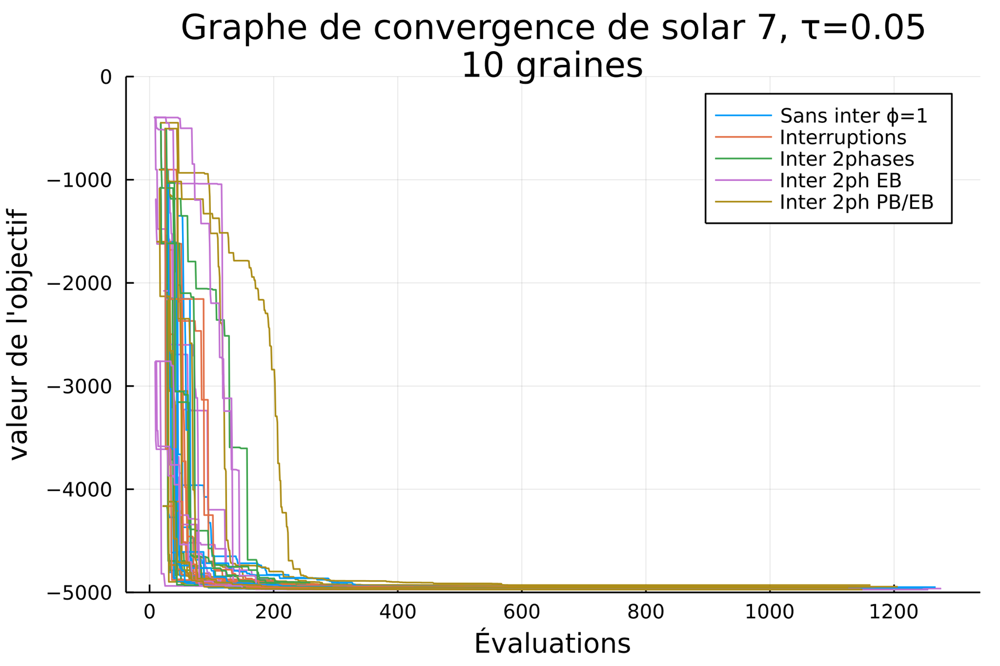 Graphe de convergence de solar 7, τ=0.05
10 graines
valeur de l'objectif
0
−1000
−2000
−3000
−4000
−5000
Sans inter ϕ=1
Interruptions
Inter 2phases
Inter 2ph EB
Inter 2ph PB/EB
0 200 400 600 800 1000 1200
Évaluations